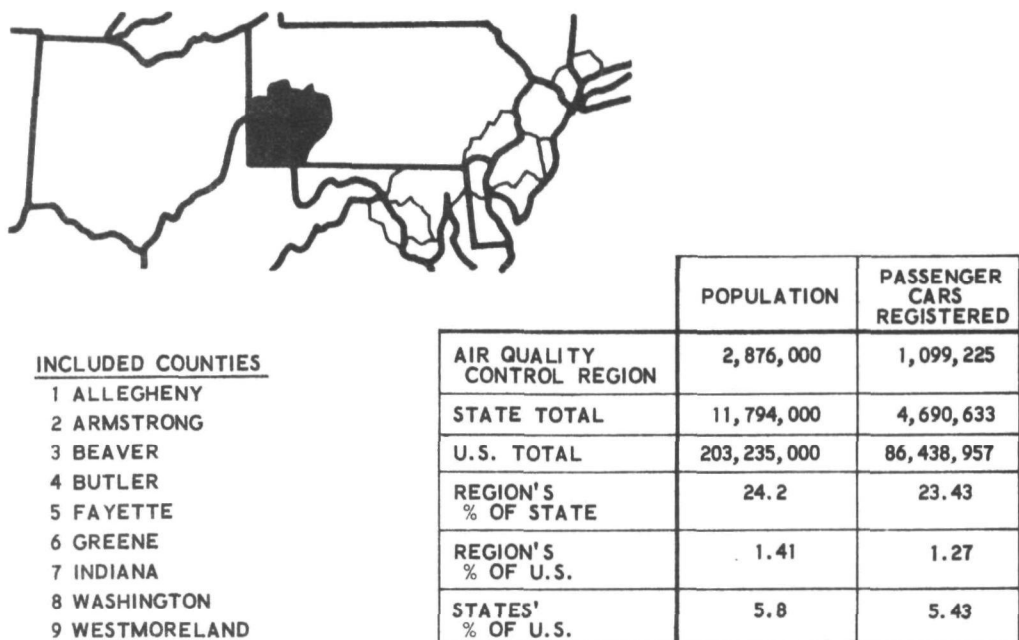 POPULATION
PASSENGER
CARS
REGISTERED
INCLUDED COUNTIES
1 ALLEGHENY
2 ARMSTRONG
3 BEAVER
4 BUTLER
5 FAYETTE
6 GREENE
7 INDIANA
8 WASHINGTON
9 WESTMORELAND
AIR QUALITY
CONTROL REGION
2,876,000
1,099,225
STATE TOTAL
11,794,000
4,690,633
U.S. TOTAL
203,235,000
86,438,957
REGION'S
% OF STATE
24.2
23.43
REGION'S
% OF U.S.
1.41
1.27
STATES'
% OF U.S.
5.8
5.43